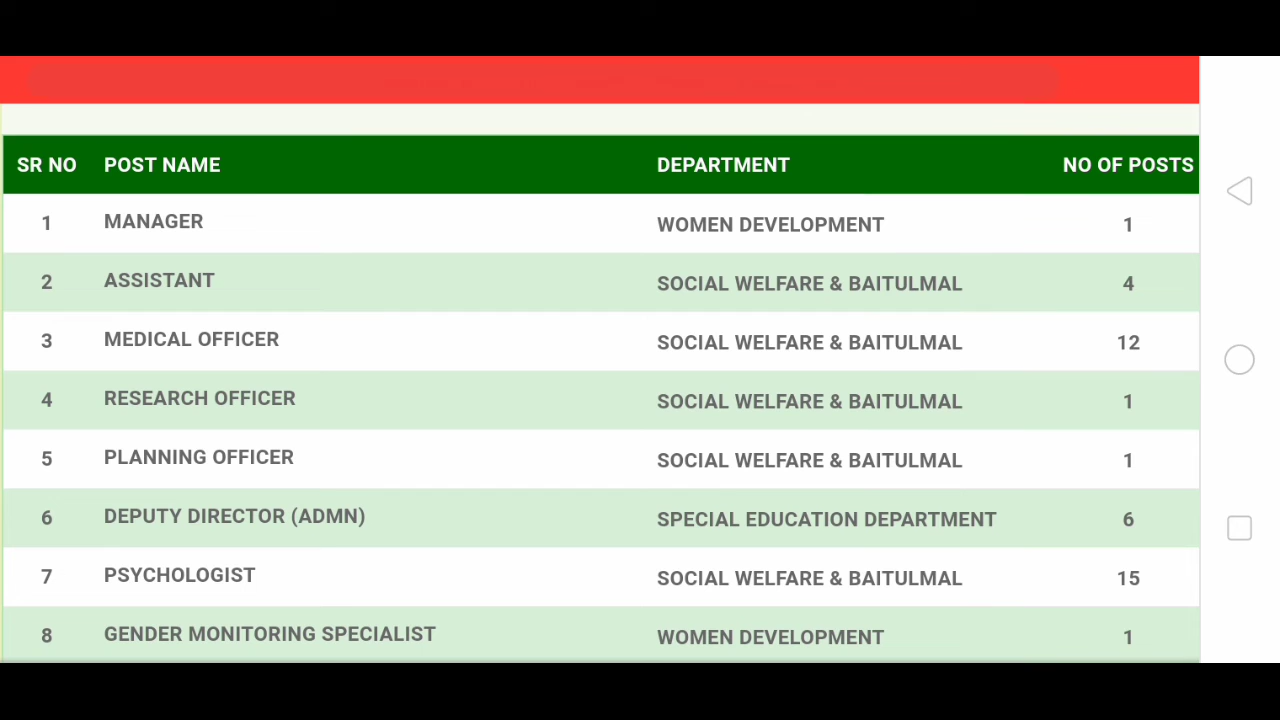 SR NO POST NAME DEPARTMENT NO OF POSTS
1 MANAGER WOMEN DEVELOPMENT 1
2 ASSISTANT SOCIAL WELFARE & BAITULMAL 4
3 MEDICAL OFFICER SOCIAL WELFARE & BAITULMAL 12
4 RESEARCH OFFICER SOCIAL WELFARE & BAITULMAL 1
5 PLANNING OFFICER SOCIAL WELFARE & BAITULMAL 1
6 DEPUTY DIRECTOR (ADMN) SPECIAL EDUCATION DEPARTMENT 6
7 PSYCHOLOGIST SOCIAL WELFARE & BAITULMAL 15
8 GENDER MONITORING SPECIALIST WOMEN DEVELOPMENT 1